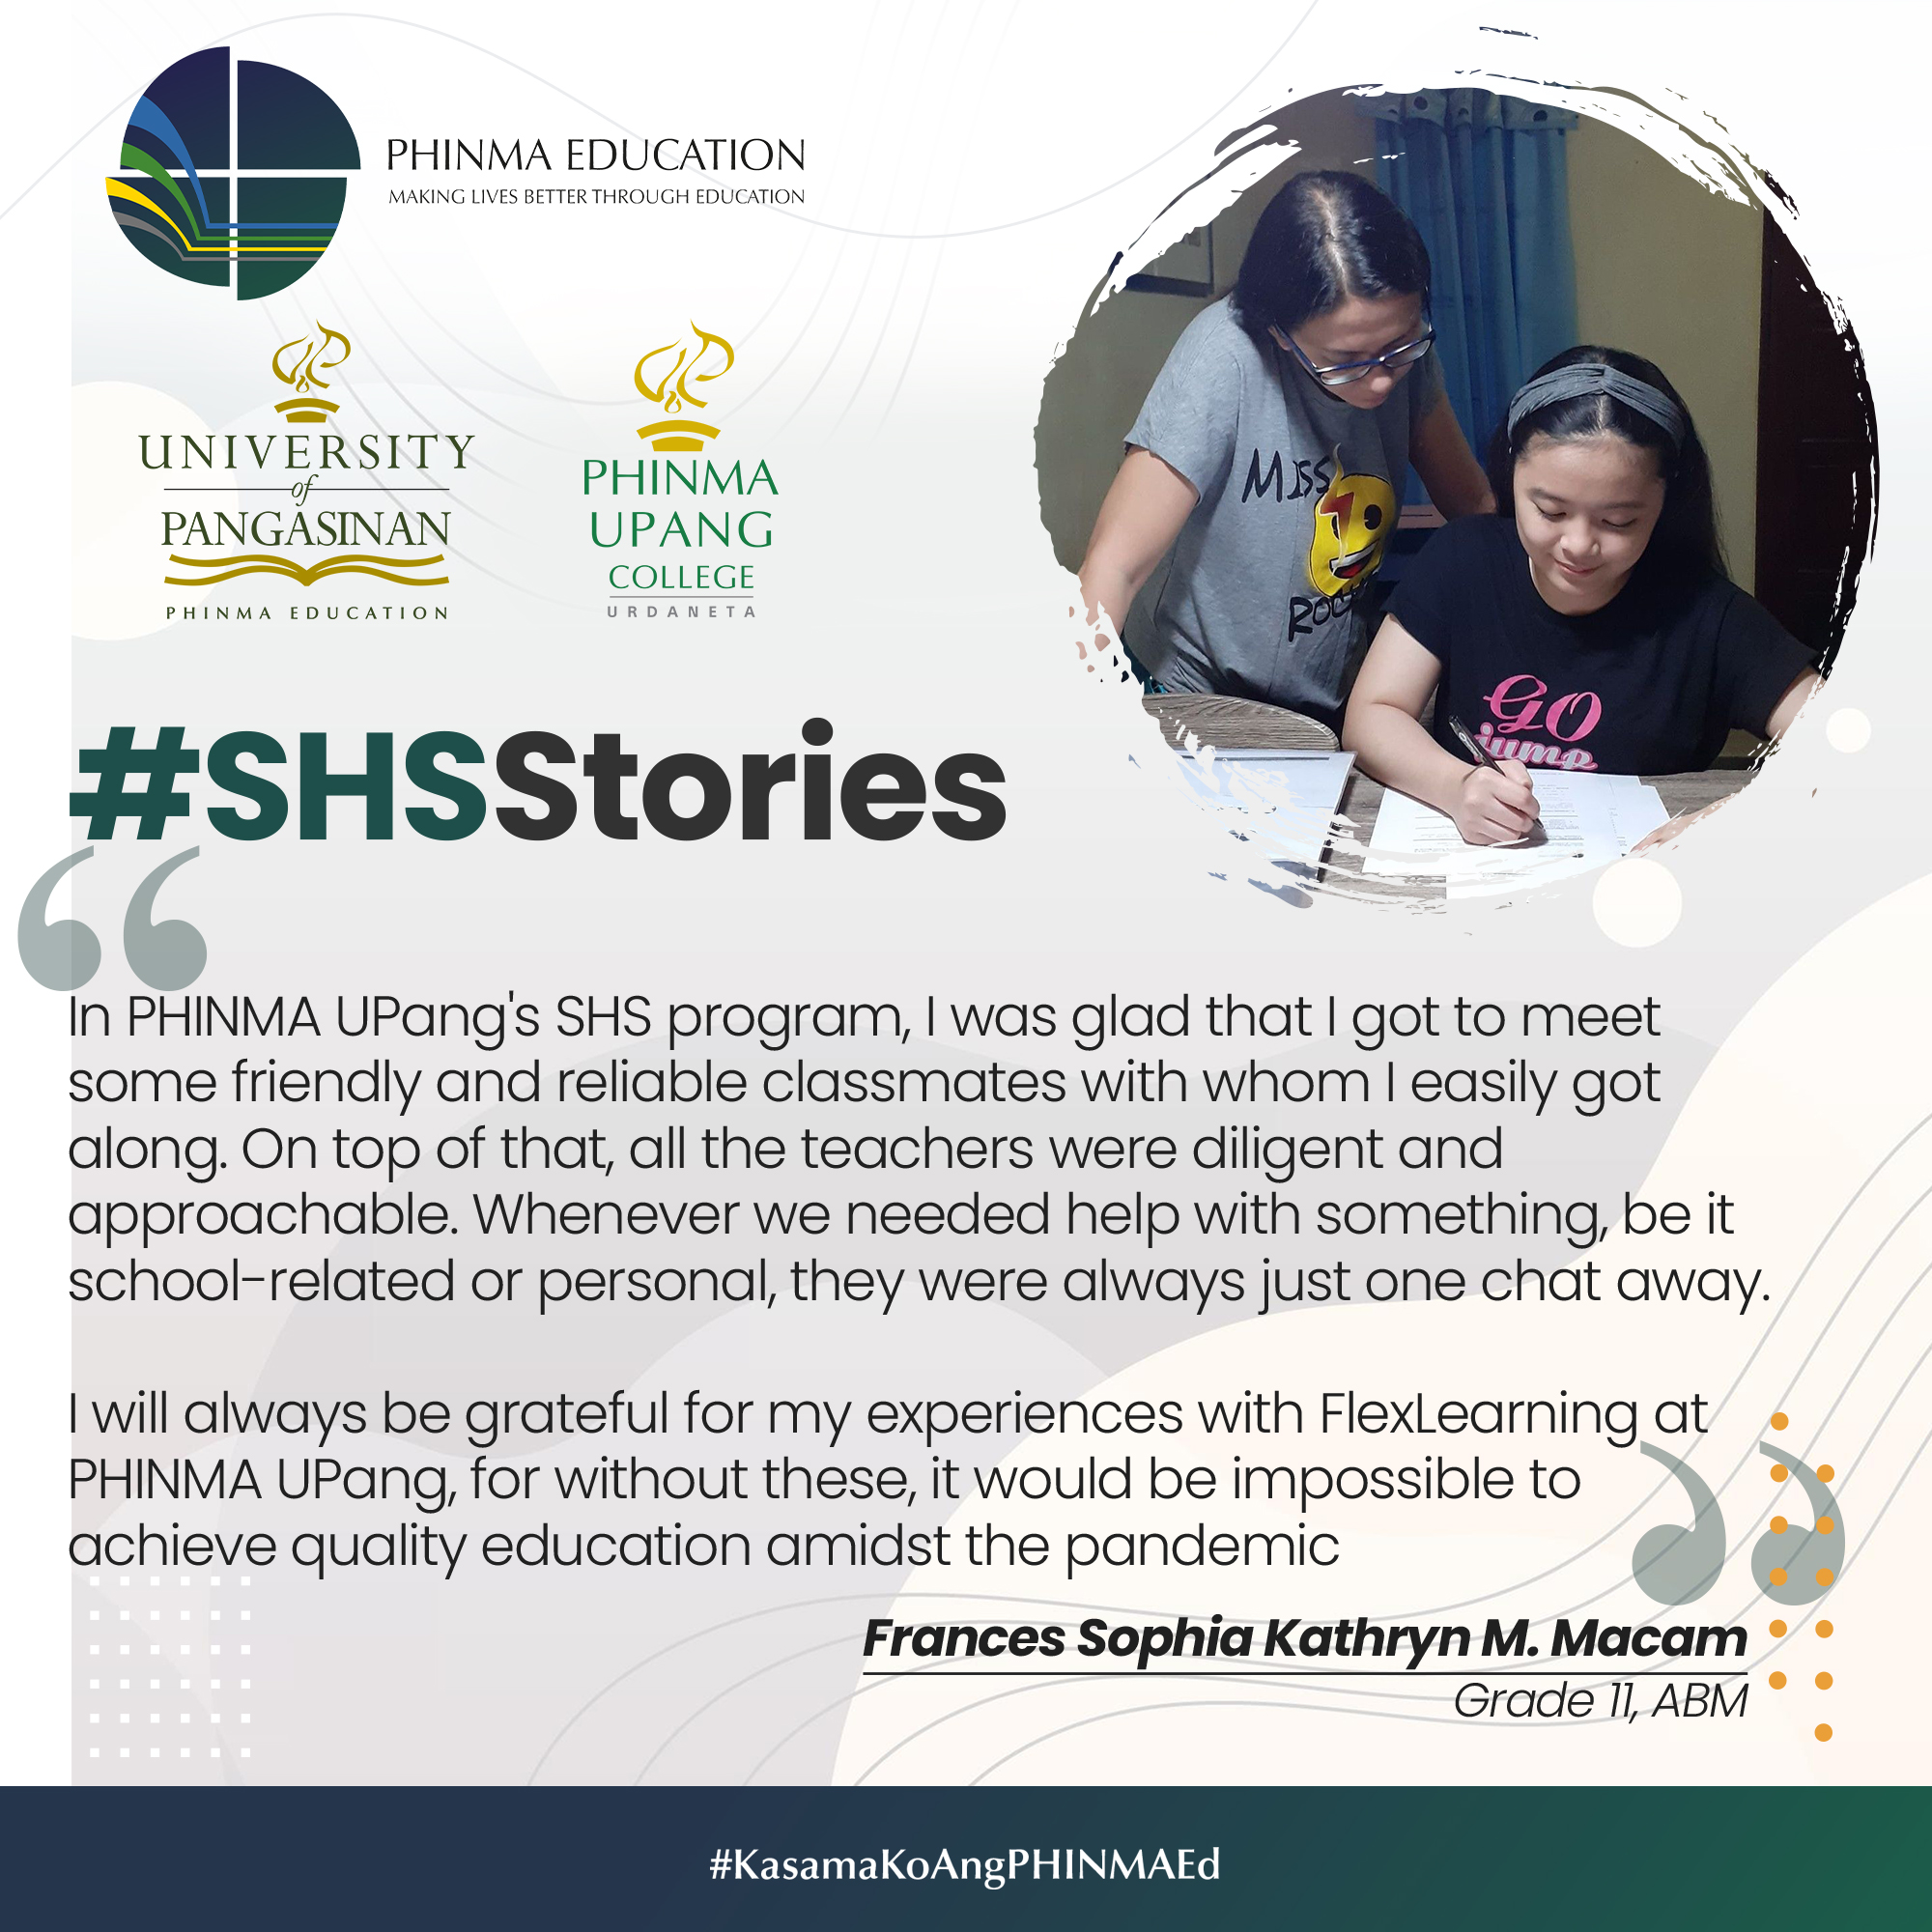 PHINMA EDUCATION
MAKING LIVES BETTER THROUGH EDUCATION
UNIVERSITY
of
PANGASINAN
PHINMA EDUCATION
PHINMA
UPANG
COLLEGE
URDANETA
MISS
ROCK
GO
jump
#SHSStories
“
In PHINMA UPang's SHS program, I was glad that I got to meet
some friendly and reliable classmates with whom I easily got
along. On top of that, all the teachers were diligent and
approachable. Whenever we needed help with something, be it
school-related or personal, they were always just one chat away.
I will always be grateful for my experiences with FlexLearning at
PHINMA UPang, for without these, it would be impossible to
achieve quality education amidst the pandemic
”
Frances Sophia Kathryn M. Macam
Grade 11, ABM
#KasamaKoAngPHINMAEd